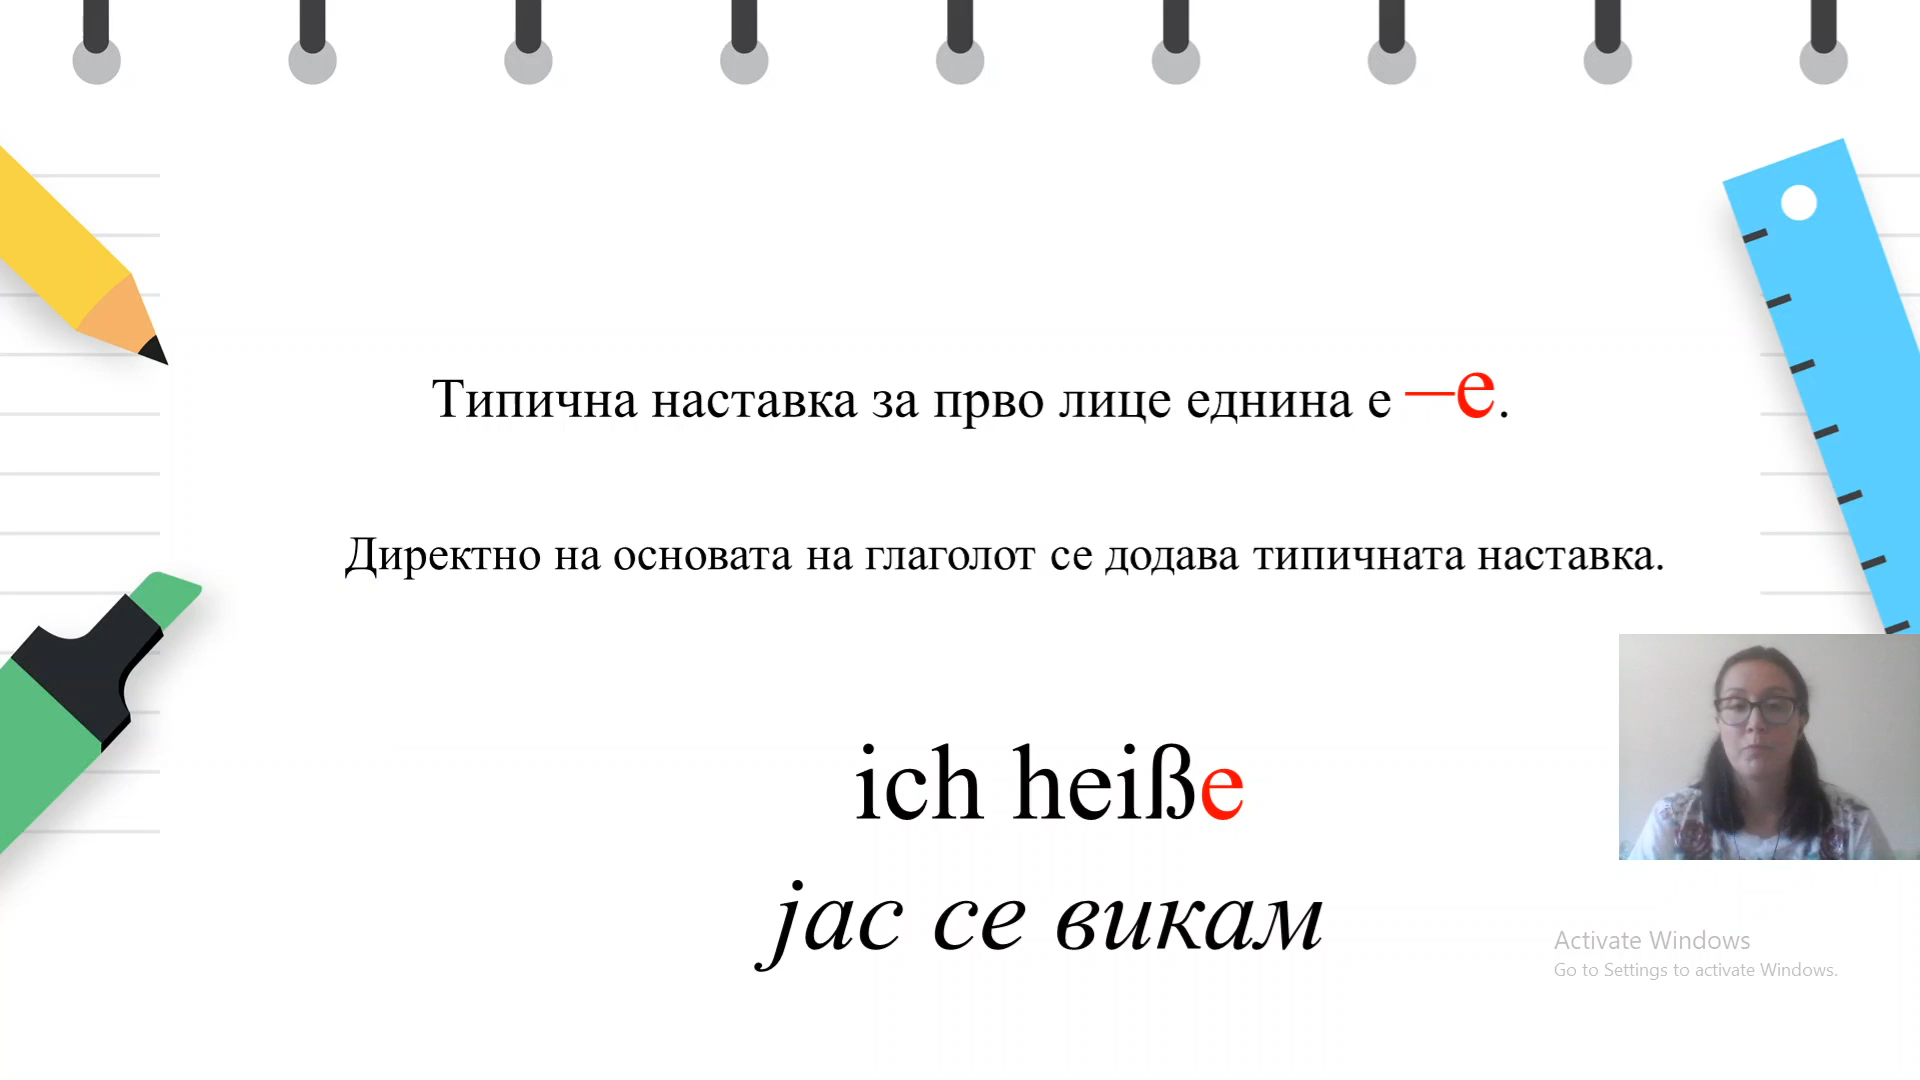 Типична наставка за прво лице еднина е –е.
Директно на основата на глаголот се додава типичната наставка.
ich heiße
јас се викам
Activate Windows
Go to Settings to activate Windows.